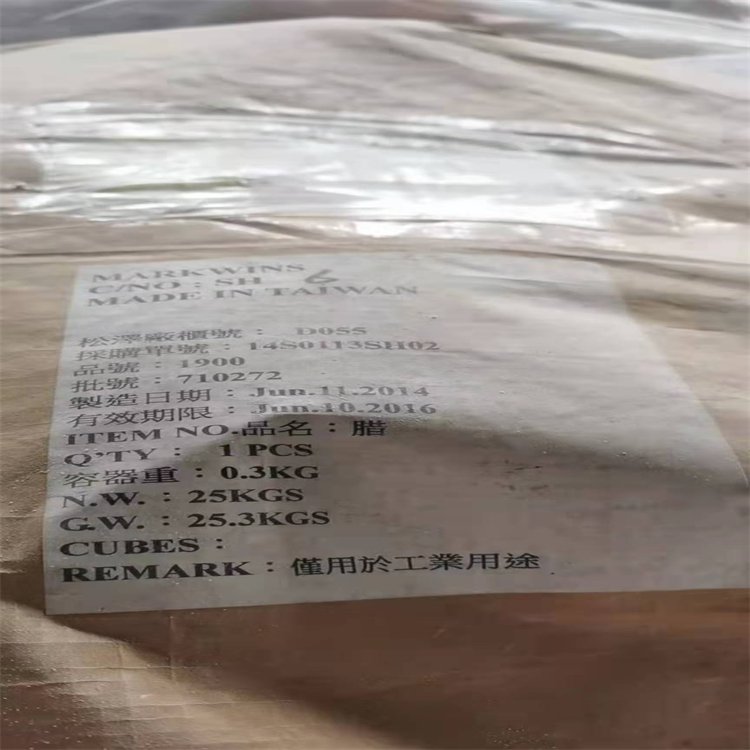 MARKWINS
C/NO : SH 6
MADE IN TAIWAN
松澤廠櫃號： D055
採購單號：14S0113SH02
品號：1900
批號：710272
製造日期：Jun.11.2014
有效期限：Jun.10.2016
ITEM NO.品名：腊
Q'TY： 1 PCS
容器重：0.3KG
N.W.：25KGS
G.W.：25.3KGS
CUBES：
REMARK：僅用於工業用途